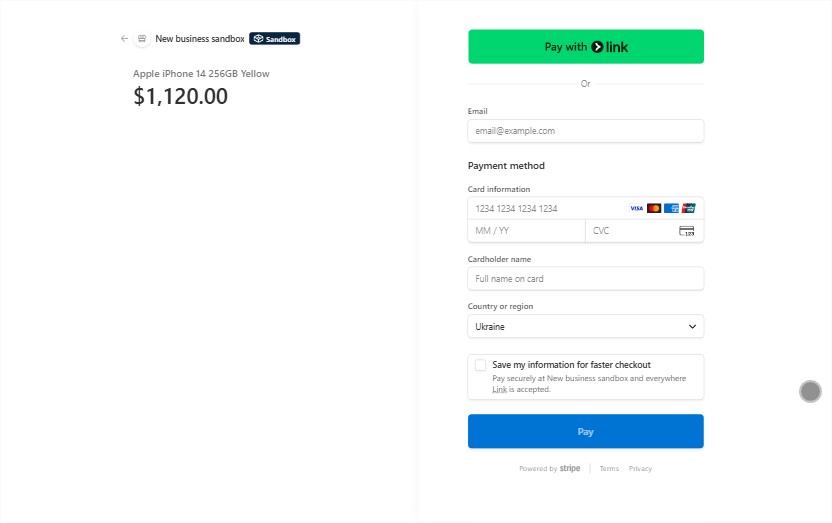 New business sandbox Sandbox
Apple iPhone 14 256GB Yellow
$1,120.00
Pay with link
Or
Email
email@example.com
Payment method
Card information
1234 1234 1234 1234 VISA
MM / YY CVC 123
Cardholder name
Full name on card
Country or region
Ukraine
Save my information for faster checkout
Pay securely at New business sandbox and everywhere
Link is accepted.
Pay
Powered by stripe Terms Privacy